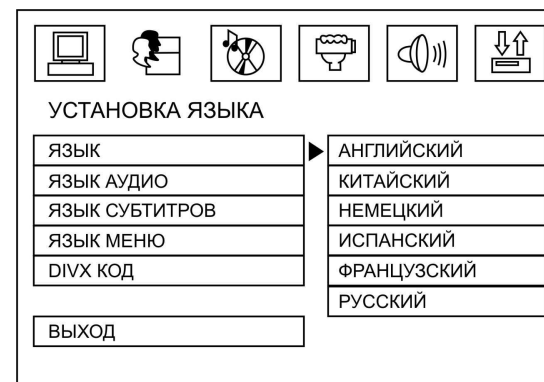 УСТАНОВКА ЯЗЫКА
ЯЗЫК
ЯЗЫК АУДИО
ЯЗЫК СУБТИТРОВ
ЯЗЫК МЕНЮ
DIVX КОД
ВЫХОД
АНГЛИЙСКИЙ
КИТАЙСКИЙ
НЕМЕЦКИЙ
ИСПАНСКИЙ
ФРАНЦУЗСКИЙ
РУССКИЙ